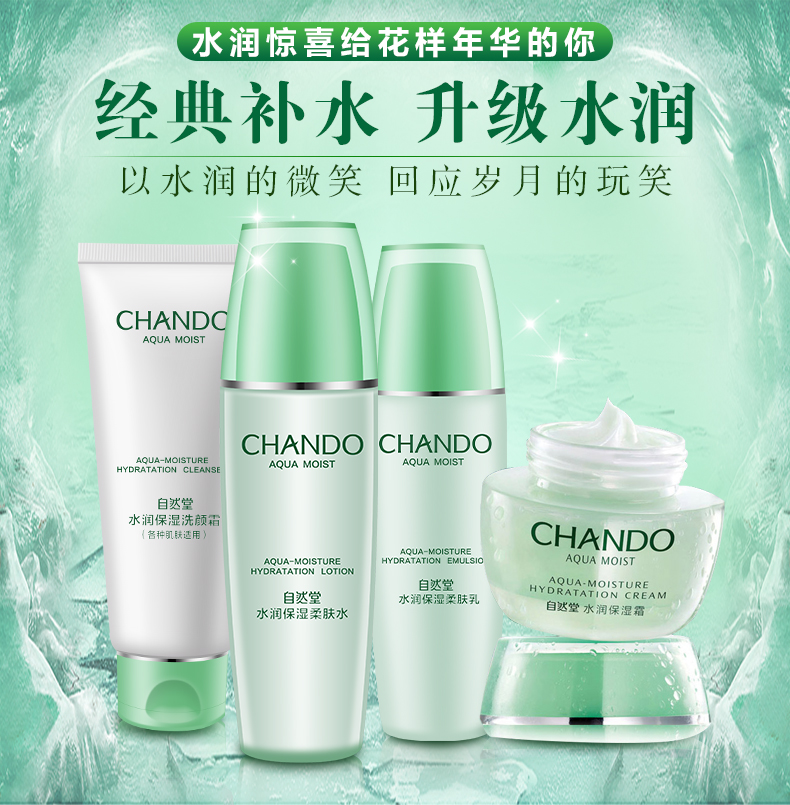 水润惊喜给花样年华的你
经典补水 升级水润
以水润的微笑 回应岁月的玩笑
CHANDO
AQUA MOIST
AQUA-MOISTURE
HYDRATATION CLEANSE
自然堂
水润保湿洗颜霜
(各种肌肤适用)
CHANDO
AQUA MOIST
AQUA-MOISTURE
HYDRATATION LOTION
自然堂
水润保湿柔肤水
CHANDO
AQUA MOIST
AQUA-MOISTURE
HYDRATATION EMULSIO
自然堂
水润保湿柔肤乳
CHANDO
AQUA MOIST
AQUA-MOISTURE
HYDRATATION CREAM
自然堂 水润保湿霜